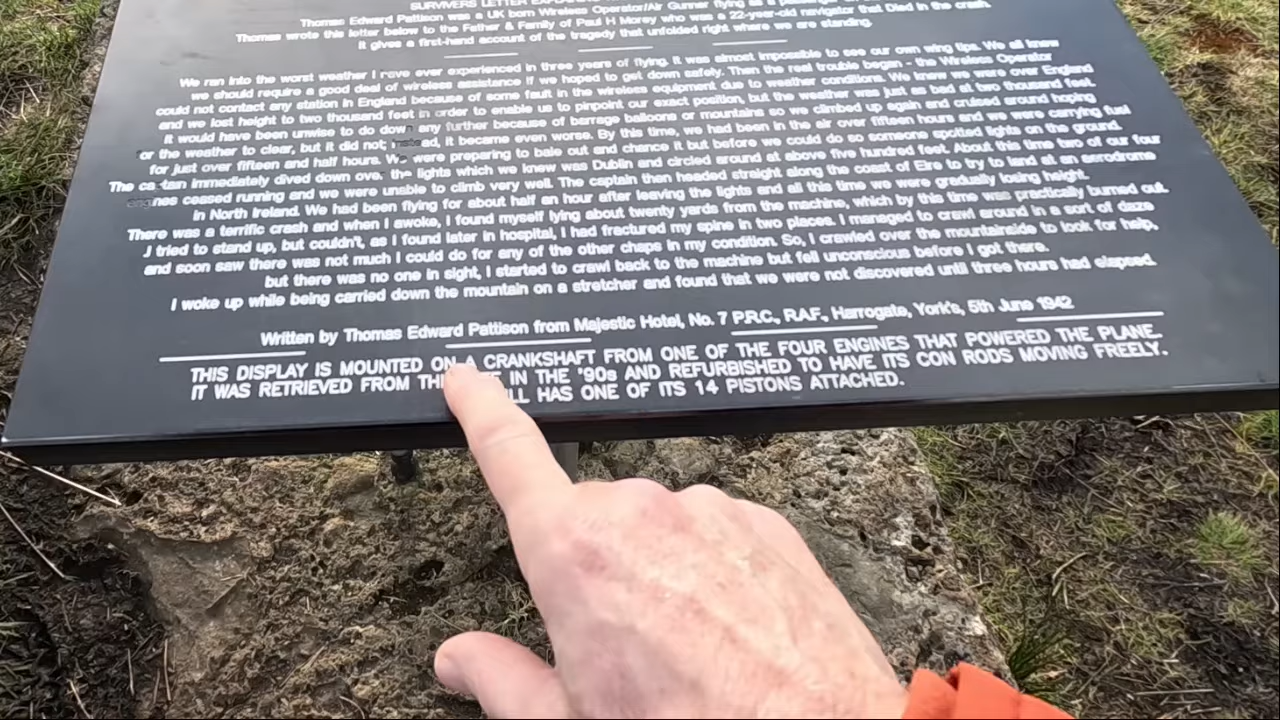 SURVIVERS LETTER
Thomas Edward Pattison was a UK born Wireless Operator/Air Gunner flying as a passenger
Thomas wrote this letter below to the Father & Family of Paul H Morey who was a 22-year-old navigator that Died in the crash.
It gives a first-hand account of the tragedy that unfolded right where we are standing.
We ran into the worst weather I have ever experienced in three years of flying. It was almost impossible to see our own wing tips. We all knew
we should require a good deal of wireless assistance if we hoped to get down safely. Then the real trouble began - the Wireless Operator
could not contact any station in England because of some fault in the wireless equipment due to weather conditions. We knew we were over England
and we lost height to two thousand feet in order to enable us to pinpoint our exact position, but the weather was just as bad at two thousand feet.
It would have been unwise to do down any further because of barrage balloons or mountains so we climbed up again and cruised around hoping
or the weather to clear, but it did not; ad, it became even worse. By this time, we had been in the air over fifteen hours and we were carrying fuel
for just over fifteen and half hours. We were preparing to bale out and chance it but before we could do so someone spotted lights on the ground.
The ca tan immediately dived down ove. the lights which we knew was Dublin and circled around at above five hundred feet. About this time two of our four
nes ceased running and we were unable to climb very well. The captain then headed straight along the coast of Eire to try to land at an aerodrome
in North Ireland. We had been flying for about half an hour after leaving the lights and all this time we were gradually losing height.
There was a terrific crash and when I awoke, I found myself lying about twenty yards from the machine, which by this time was practically burned out.
I tried to stand up, but couldn't, as I found later in hospital, I had fractured my spine in two places. I managed to crawl around in a sort of daze
and soon saw there was not much I could do for any of the other chaps in my condition. So, I crawled over the mountainside to look for help,
but there was no one in sight, I started to crawl back to the machine but fell unconscious before I got there.
I woke up while being carried down the mountain on a stretcher and found that we were not discovered until three hours had elapsed.
Written by Thomas Edward Pattison from Majestic Hotel, No. 7 P.R.C., R.A.F., Harrogate, York's, 5th June 1942
THIS DISPLAY IS MOUNTED ON A CRANKSHAFT FROM ONE OF THE FOUR ENGINES THAT POWERED THE PLANE.
IT WAS RETRIEVED FROM IN THE '90s AND REFURBISHED TO HAVE ITS CON RODS MOVING FREELY.
HAS ONE OF ITS 14 PISTONS ATTACHED.